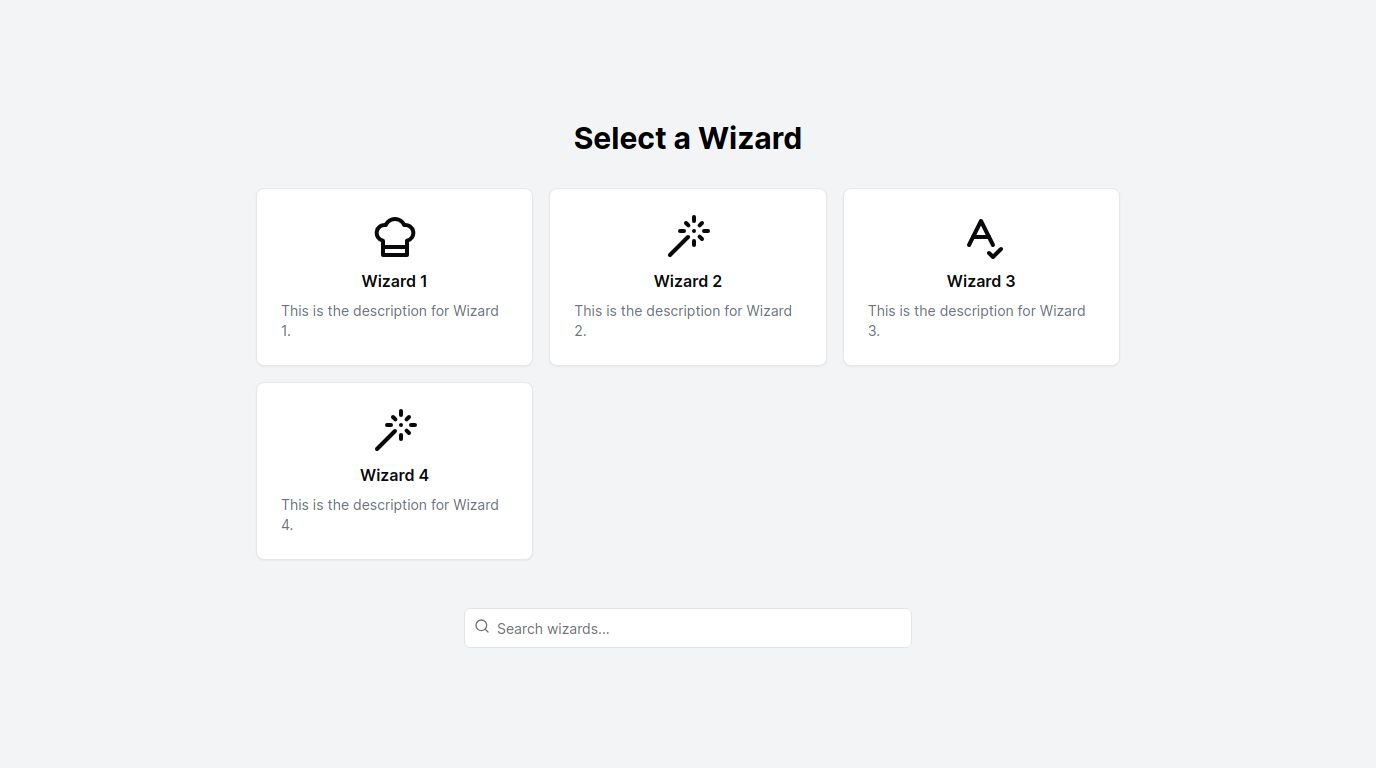 Select a Wizard
Wizard 1
This is the description for Wizard
1.
Wizard 2
This is the description for Wizard
2.
Wizard 3
This is the description for Wizard
3.
Wizard 4
This is the description for Wizard
4.
Search wizards...